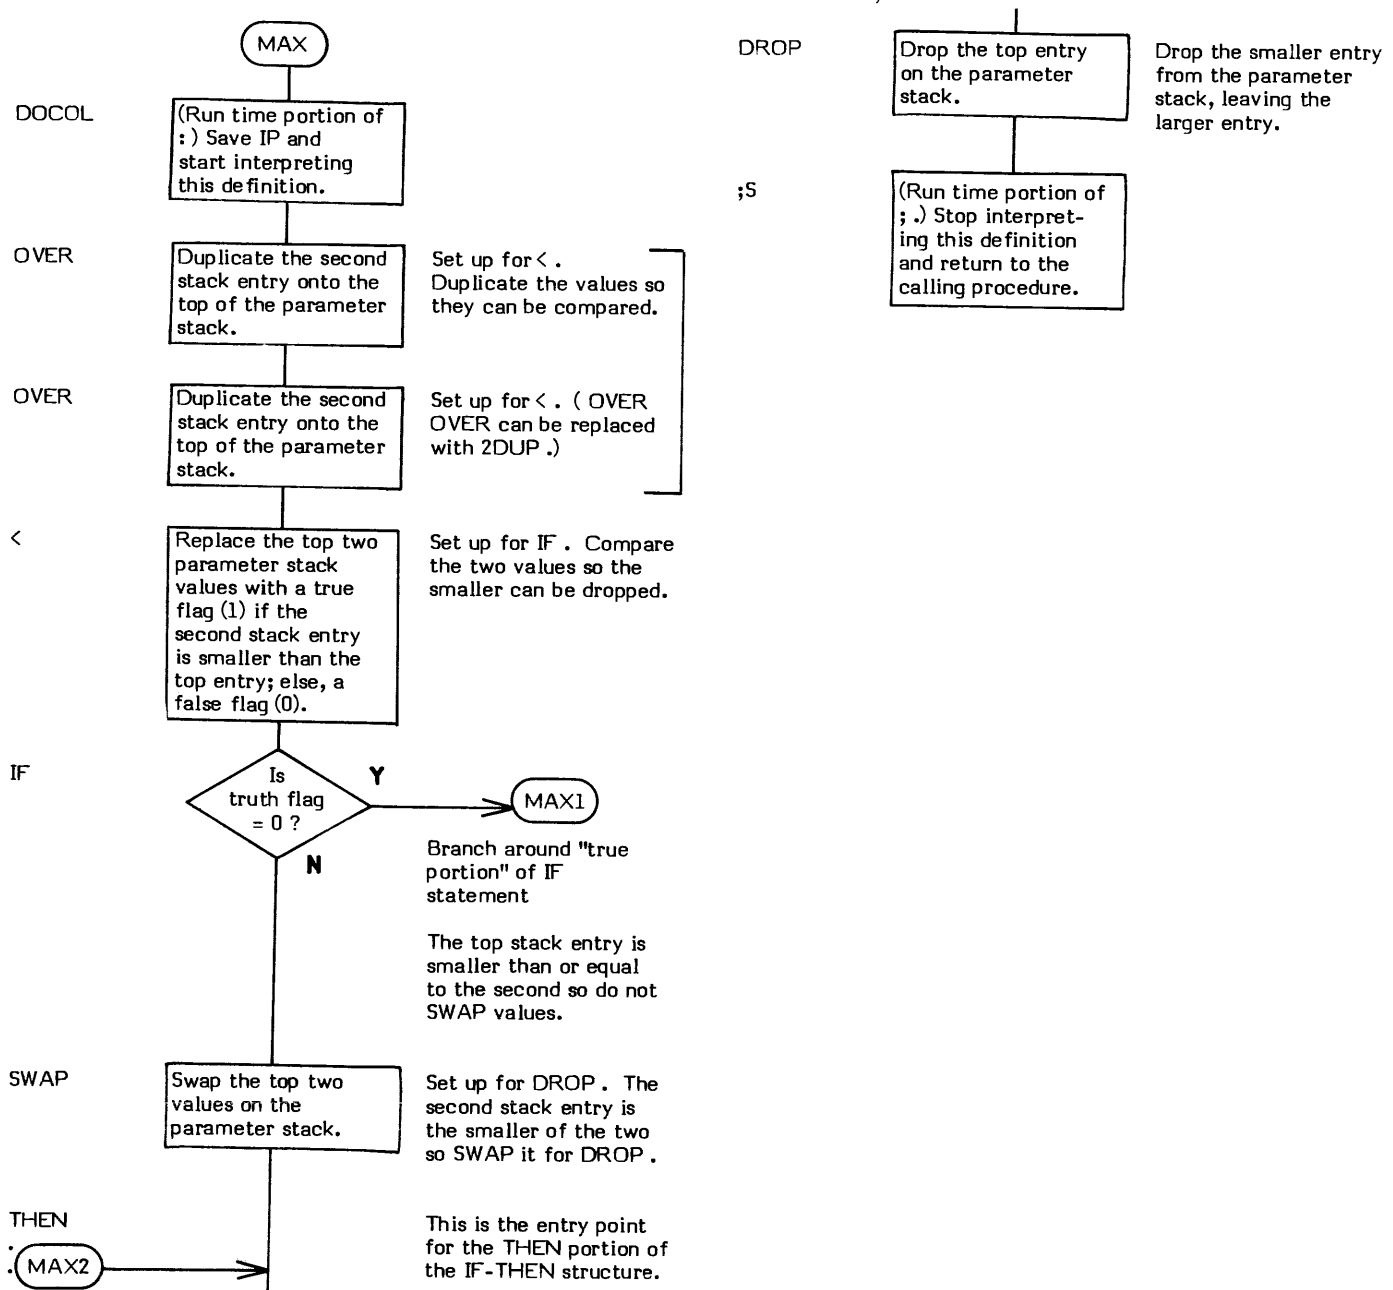 MAX
DOCOL
(Run time portion of
: ) Save IP and
start interpreting
this definition.
OVER
Duplicate the second
stack entry onto the
top of the parameter
stack.
Set up for < .
Duplicate the values so
they can be compared.
OVER
Duplicate the second
stack entry onto the
top of the parameter
stack.
Set up for < . ( OVER
OVER can be replaced
with 2DUP .)
<
Replace the top two
parameter stack
values with a true
flag (1) if the
second stack entry
is smaller than the
top entry; else, a
false flag (0).
Set up for IF . Compare
the two values so the
smaller can be dropped.
IF
Is
truth flag
= 0 ?
Y
N
MAX1
Branch around "true
portion" of IF
statement
The top stack entry is
smaller than or equal
to the second so do not
SWAP values.
SWAP
Swap the top two
values on the
parameter stack.
Set up for DROP . The
second stack entry is
the smaller of the two
so SWAP it for DROP .
THEN
MAX2
This is the entry point
for the THEN portion of
the IF-THEN structure.
DROP
Drop the top entry
on the parameter
stack.
Drop the smaller entry
from the parameter
stack, leaving the
larger entry.
;S
(Run time portion of
; .) Stop interpret-
ing this definition
and return to the
calling procedure.